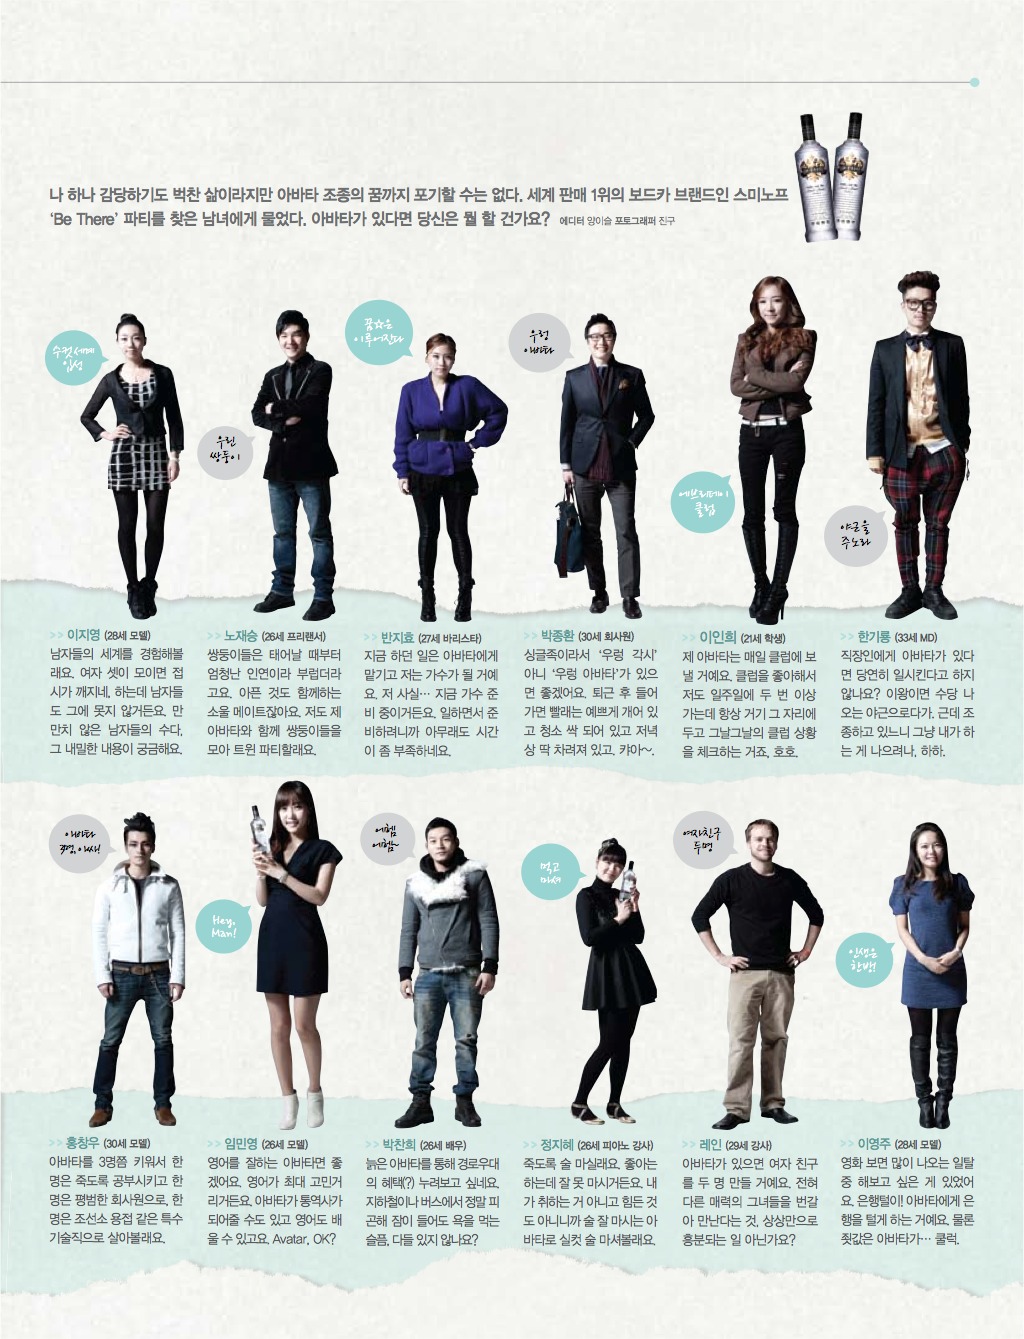 나 하나 감당하기도 벅찬 삶이라지만 아바타 조종의 꿈까지 포기할 수는 없다. 세계 판매 1위의 보드카 브랜드인 스미노프
‘Be There’ 파티를 찾은 남녀에게 물었다. 아바타가 있다면 당신은 뭘 할 건가요? 에디터 양이슬 포토그래퍼 진구
수컷 세계
입성
우린
쌍둥이
꿈☆은
이루어진다
우렁
아바타
에브리데이
클럽
야근을
주노라
>> 이지영 (28세 모델)
남자들의 세계를 경험해볼
래요. 여자 셋이 모이면 접
시가 깨지네, 하는데 남자들
도 그에 못지 않거든요. 만
만치 않은 남자들의 수다,
그 내밀한 내용이 궁금해요.
>> 노재승 (26세 프리랜서)
쌍둥이들은 태어날 때부터
엄청난 인연이라 부럽더라
고요. 아픈 것도 함께하는
소울 메이트잖아요. 저도 제
아바타와 함께 쌍둥이들을
모아 트윈 파티할래요.
>> 반지효 (27세 바리스타)
지금 하던 일은 아바타에게
맡기고 저는 가수가 될 거예
요. 저 사실… 지금 가수 준
비 중이거든요. 일하면서 준
비하려니까 아무래도 시간
이 좀 부족하네요.
>> 박종환 (30세 회사원)
싱글족이라서 ‘우렁 각시’
아니 ‘우렁 아바타’가 있으
면 좋겠어요. 퇴근 후 들어
가면 빨래는 예쁘게 개어 있
고 청소 싹 되어 있고 저녁
상 딱 차려져 있고. 캬아~.
>> 이인희 (21세 학생)
제 아바타는 매일 클럽에 보
낼 거예요. 클럽을 좋아해서
저도 일주일에 두 번 이상
가는데 항상 거기 그 자리에
두고 그날그날의 클럽 상황
을 체크하는 거죠, 호호.
>> 한기룡 (33세 MD)
직장인에게 아바타가 있다
면 당연히 일시킨다고 하지
않나요? 이왕이면 수당 나
오는 야근으로다가. 근데 조
종하고 있느니 그냥 내가 하
는 게 나으려나, 하하.
아바타
3명, 아싸!
Hey,
Man!
에헴
에헴~
먹고
마셔
여자친구
두명
인생은
한방!
>> 홍창우 (30세 모델)
아바타를 3명쯤 키워서 한
명은 죽도록 공부시키고 한
명은 평범한 회사원으로, 한
명은 조선소 용접 같은 특수
기술직으로 살아볼래요.
>> 임민영 (26세 모델)
영어를 잘하는 아바타면 좋
겠어요. 영어가 최대 고민거
리거든요. 아바타가 통역사가
되어줄 수도 있고 영어도 배
울 수 있고요. Avatar, OK?
>> 박찬희 (26세 배우)
늙은 아바타를 통해 경로우대
의 혜택(?) 누려보고 싶네요.
지하철이나 버스에서 정말 피
곤해 잠이 들어도 욕을 먹는
슬픔, 다들 있지 않나요?
>> 정지혜 (26세 피아노 강사)
죽도록 술 마실래요. 좋아는
하는데 잘 못 마시거든요. 내
가 취하는 거 아니고 힘든 것
도 아니니까 술 잘 마시는 아
바타로 실컷 술 마셔볼래요.
>> 레인 (29세 강사)
아바타가 있으면 여자 친구
를 두 명 만들 거예요. 전혀
다른 매력의 그녀들을 번갈
아 만난다는 것, 상상만으로
흥분되는 일 아닌가요?
>> 이영주 (28세 모델)
영화 보면 많이 나오는 일탈
중 해보고 싶은 게 있었어
요. 은행털이! 아바타에게 은
행을 털게 하는 거예요. 물론
죗값은 아바타가… 쿨럭.